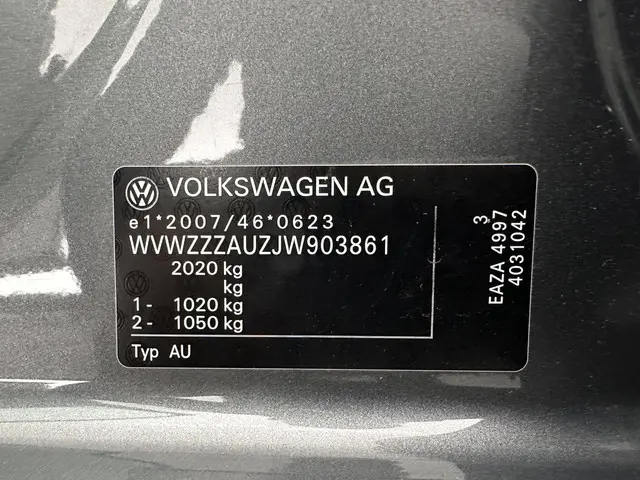 VOLKSWAGEN AG
e1*2007/46*0623
WVWZZZAUZJW903861
2020 kg
kg
1- 1020 kg
2- 1050 kg
Typ AU
3
EAZA 4997
4031042